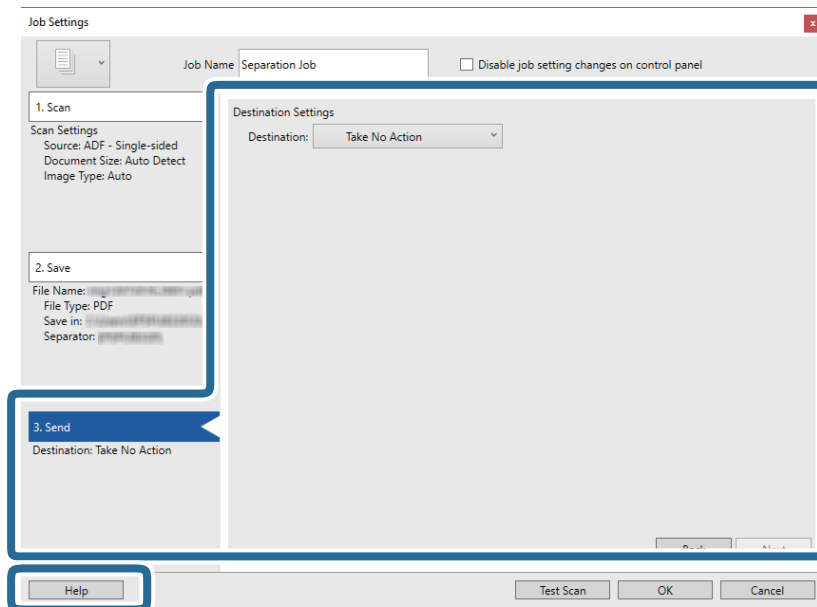 Job Settings
x
Job Name Separation Job Disable job setting changes on control panel
1. Scan
Scan Settings
Source: ADF - Single-sided
Document Size: Auto Detect
Image Type: Auto
Destination Settings
Destination: Take No Action
2. Save
File Name:
File Type: PDF
Save in:
Separator:
3. Send
Destination: Take No Action
Help Test Scan OK Cancel